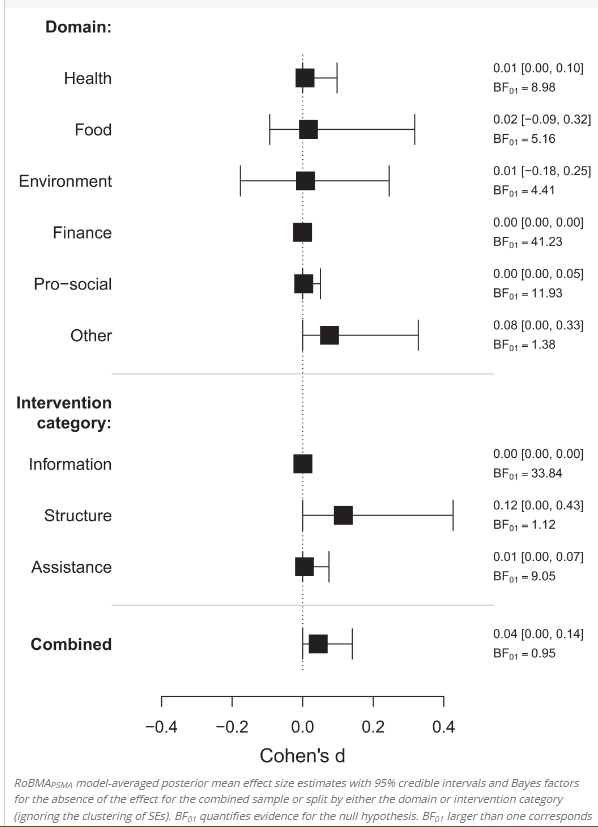 Domain:
Health
0.01 [0.00, 0.10]
BF₀₁ = 8.98
Food
0.02 [−0.09, 0.32]
BF₀₁ = 5.16
Environment
0.01 [−0.18, 0.25]
BF₀₁ = 4.41
Finance
0.00 [0.00, 0.00]
BF₀₁ = 41.23
Pro−social
0.00 [0.00, 0.05]
BF₀₁ = 11.93
Other
0.08 [0.00, 0.33]
BF₀₁ = 1.38
Intervention
category:
Information
0.00 [0.00, 0.00]
BF₀₁ = 33.84
Structure
0.12 [0.00, 0.43]
BF₀₁ = 1.12
Assistance
0.01 [0.00, 0.07]
BF₀₁ = 9.05
Combined
0.04 [0.00, 0.14]
BF₀₁ = 0.95
−0.4 −0.2 0.0 0.2 0.4
Cohen's d
RoBMAPSMA model-averaged posterior mean effect size estimates with 95% credible intervals and Bayes factors
for the absence of the effect for the combined sample or split by either the domain or intervention category
(ignoring the clustering of SEs). BF₀₁ quantifies evidence for the null hypothesis. BF₀₁ larger than one corresponds